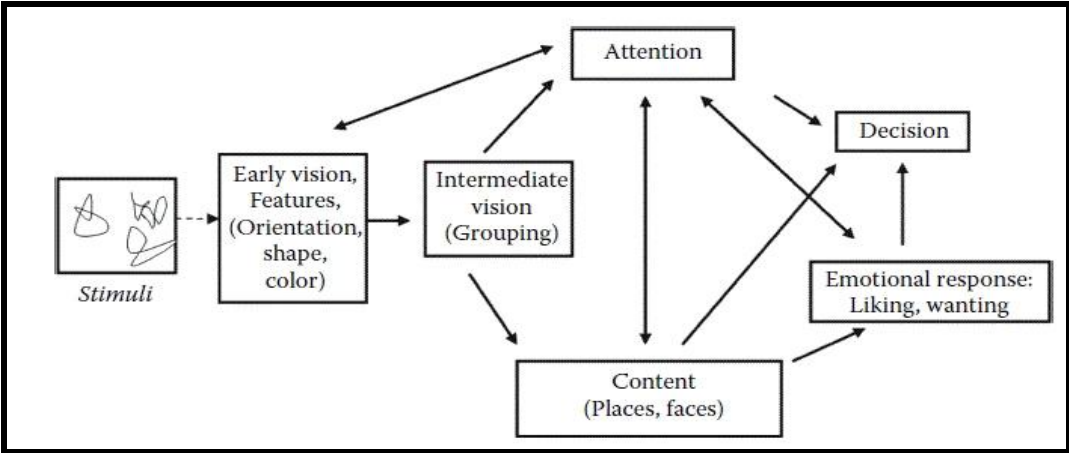 Attention
Decision
Early vision,
Features,
(Orientation,
shape,
color)
Intermediate
vision
(Grouping)
Stimuli
Emotional response:
Liking, wanting
Content
(Places, faces)